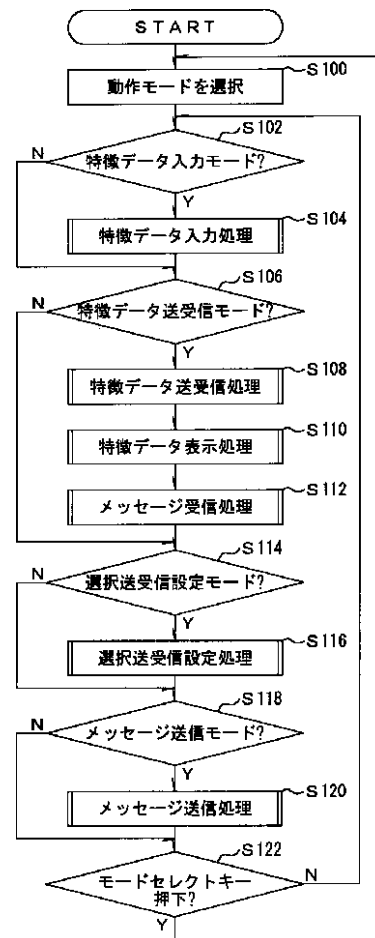 START
S100
動作モードを選択
S102
N
特徴データ入力モード?
Y
S104
特徴データ入力処理
S106
N
特徴データ送受信モード?
Y
S108
特徴データ送受信処理
S110
特徴データ表示処理
S112
メッセージ受信処理
S114
N
選択送受信設定モード?
Y
S116
選択送受信設定処理
S118
N
メッセージ送信モード?
Y
S120
メッセージ送信処理
S122
モードセレクトキー
押下?
N
Y